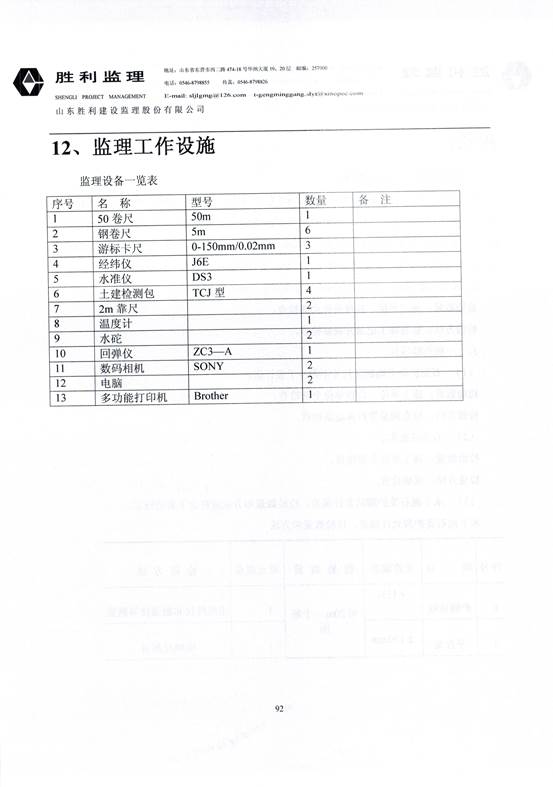 胜利监理
SHENGLI PROJECT MANAGEMENT
地址：山东省东营市西二路 474-18 号华纳大厦 19、20 层 邮编：257000
电话：0546-8798855 传真：0546-8798826
E-mail: sljlgmg@126.com t-gengminggang.slyt@sinopec.com
山东胜利建设监理股份有限公司
12、监理工作设施
监理设备一览表
序号 名 称 型号 数量 备 注
1 50 卷尺 50m 1
2 钢卷尺 5m 6
3 游标卡尺 0-150mm/0.02mm 3
4 经纬仪 J6E 1
5 水准仪 DS3 1
6 土建检测包 TCJ 型 4
7 2m 靠尺 2
8 温度计 1
9 水砣 2
10 回弹仪 ZC3—A 1
11 数码相机 SONY 2
12 电脑 2
13 多功能打印机 Brother 1
92